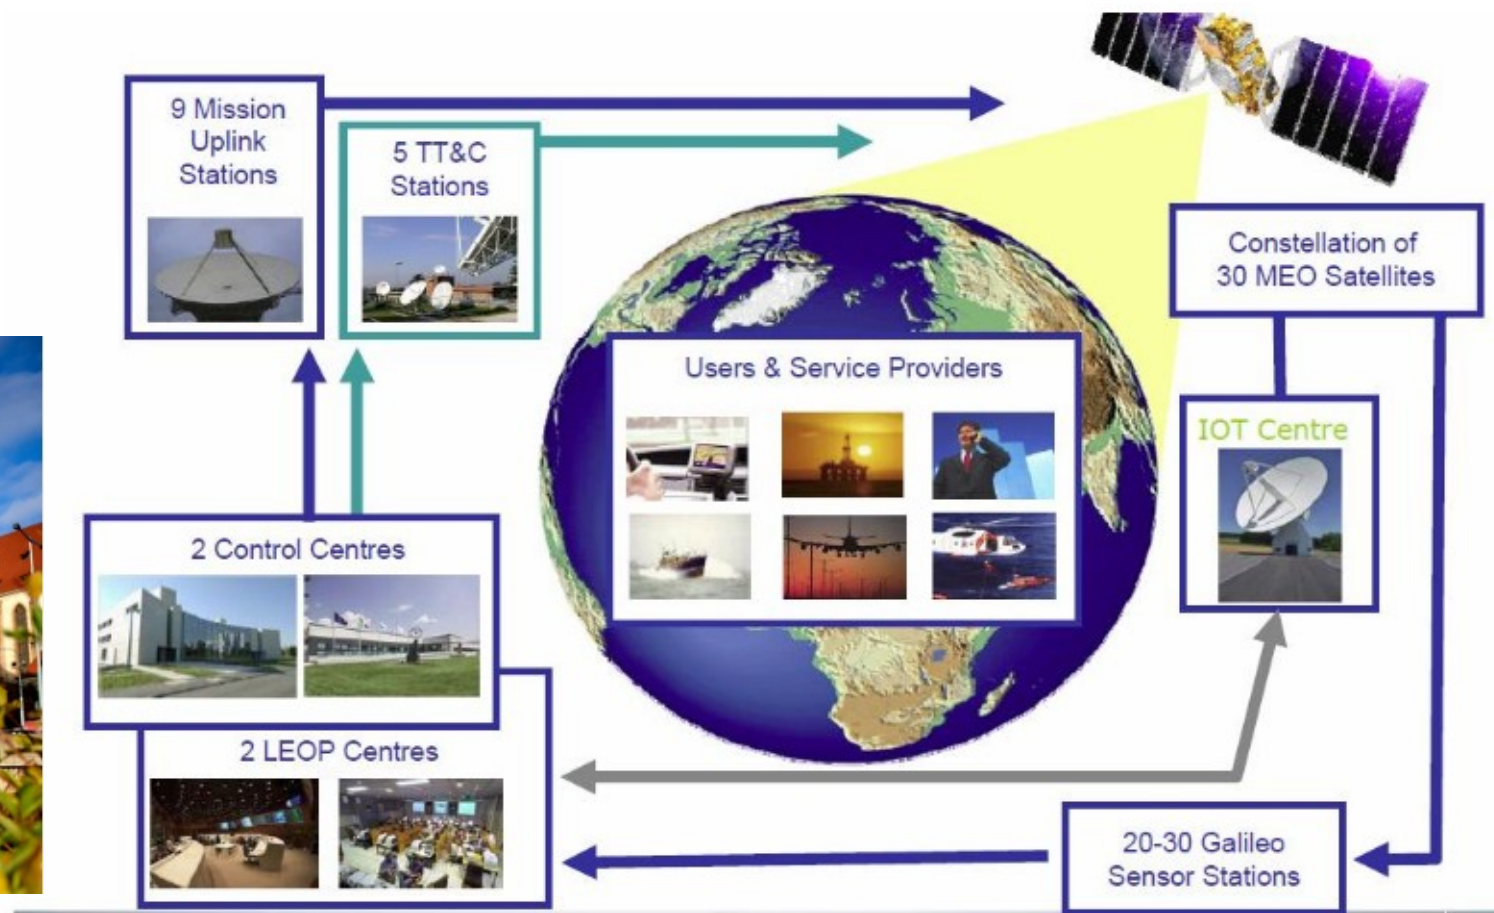 9 Mission
Uplink
Stations
5 TT&C
Stations
Constellation of
30 MEO Satellites
Users & Service Providers
IOT Centre
2 Control Centres
2 LEOP Centres
20-30 Galileo
Sensor Stations